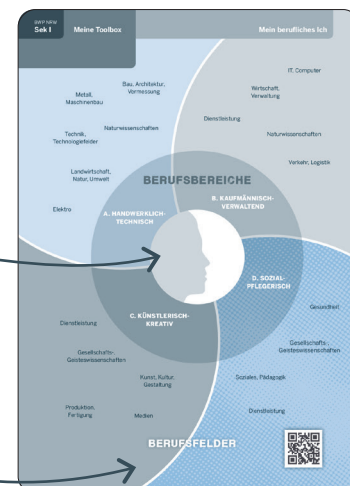 BWP NRW
Sek I
Meine Toolbox
Mein berufliches Ich
Bau, Architektur,
Vermessung
Metall,
Maschinenbau
Naturwissenschaften
Technik,
Technologiefelder
Landwirtschaft,
Natur, Umwelt
Elektro
IT, Computer
Wirtschaft,
Verwaltung
Dienstleistung
Naturwissenschaften
Verkehr, Logistik
BERUFSBEREICHE
A. HANDWERKLICH-
TECHNISCH
B. KAUFMÄNNISCH-
VERWALTEND
C. KÜNSTLERISCH-
KREATIV
D. SOZIAL-
PFLEGERISCH
Dienstleistung
Gesellschafts-,
Geisteswissenschaften
Kunst, Kultur,
Gestaltung
Produktion,
Fertigung
Medien
Gesundheit
Gesellschafts-,
Geisteswissenschaften
Soziales, Pädagogik
Dienstleistung
BERUFSFELDER